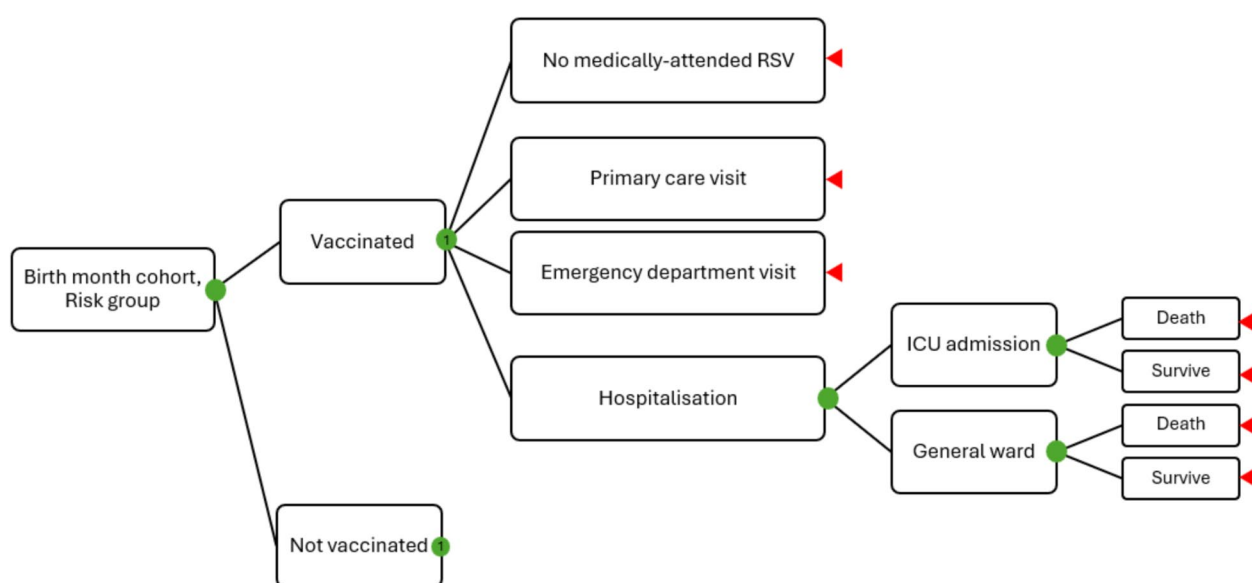 No medically-attended RSV
Primary care visit
Vaccinated
1
Emergency department visit
Birth month cohort,
Risk group
ICU admission
Death
Survive
Hospitalisation
General ward
Death
Survive
Not vaccinated
1